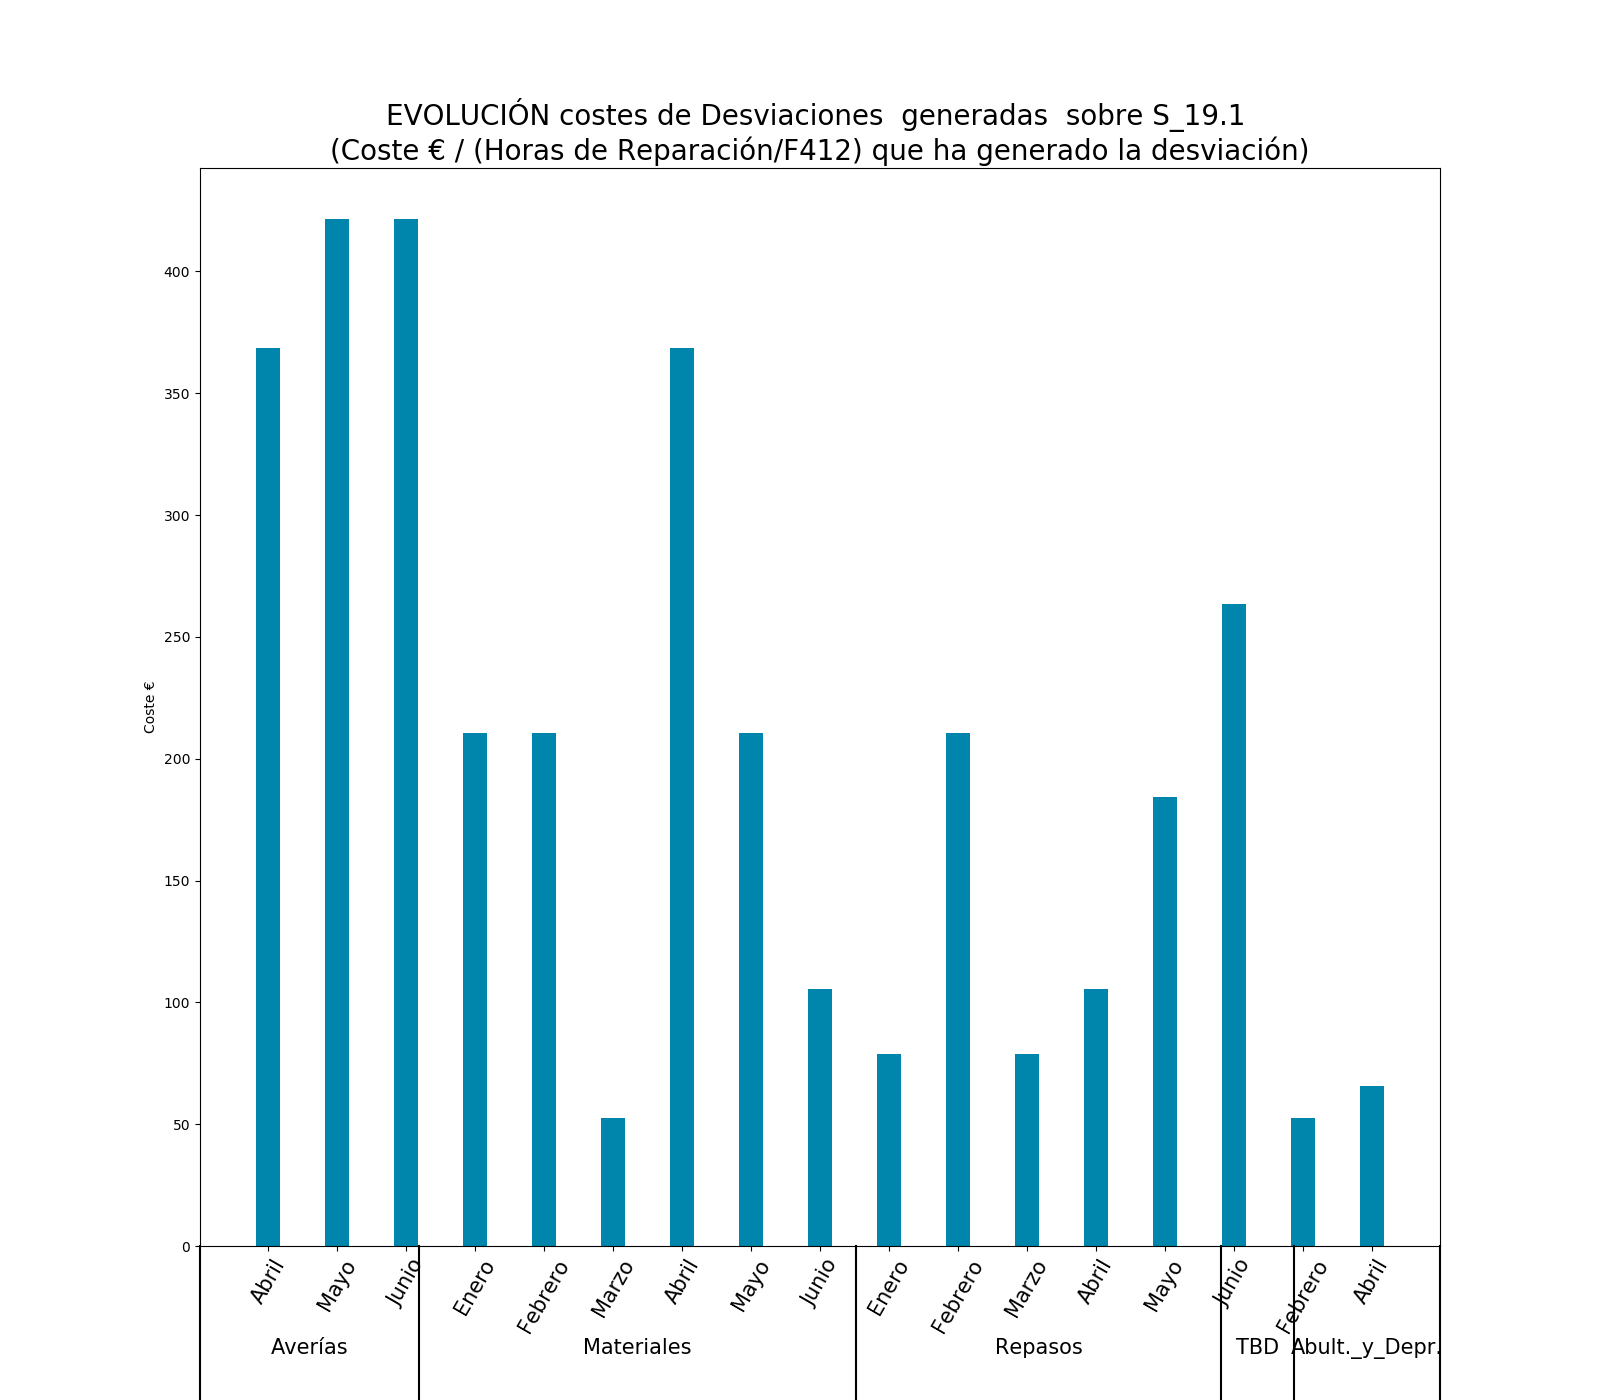 EVOLUCIÓN costes de Desviaciones generadas sobre S_19.1
(Coste € / (Horas de Reparación/F412) que ha generado la desviación)
400
350
300
250
200
150
100
50
0
Coste €
Abril Mayo Junio Enero Febrero Marzo Abril Mayo Junio Enero Febrero Marzo Abril Mayo Junio Febrero Abril
Averías Materiales Repasos TBD Abult._y_Depr.